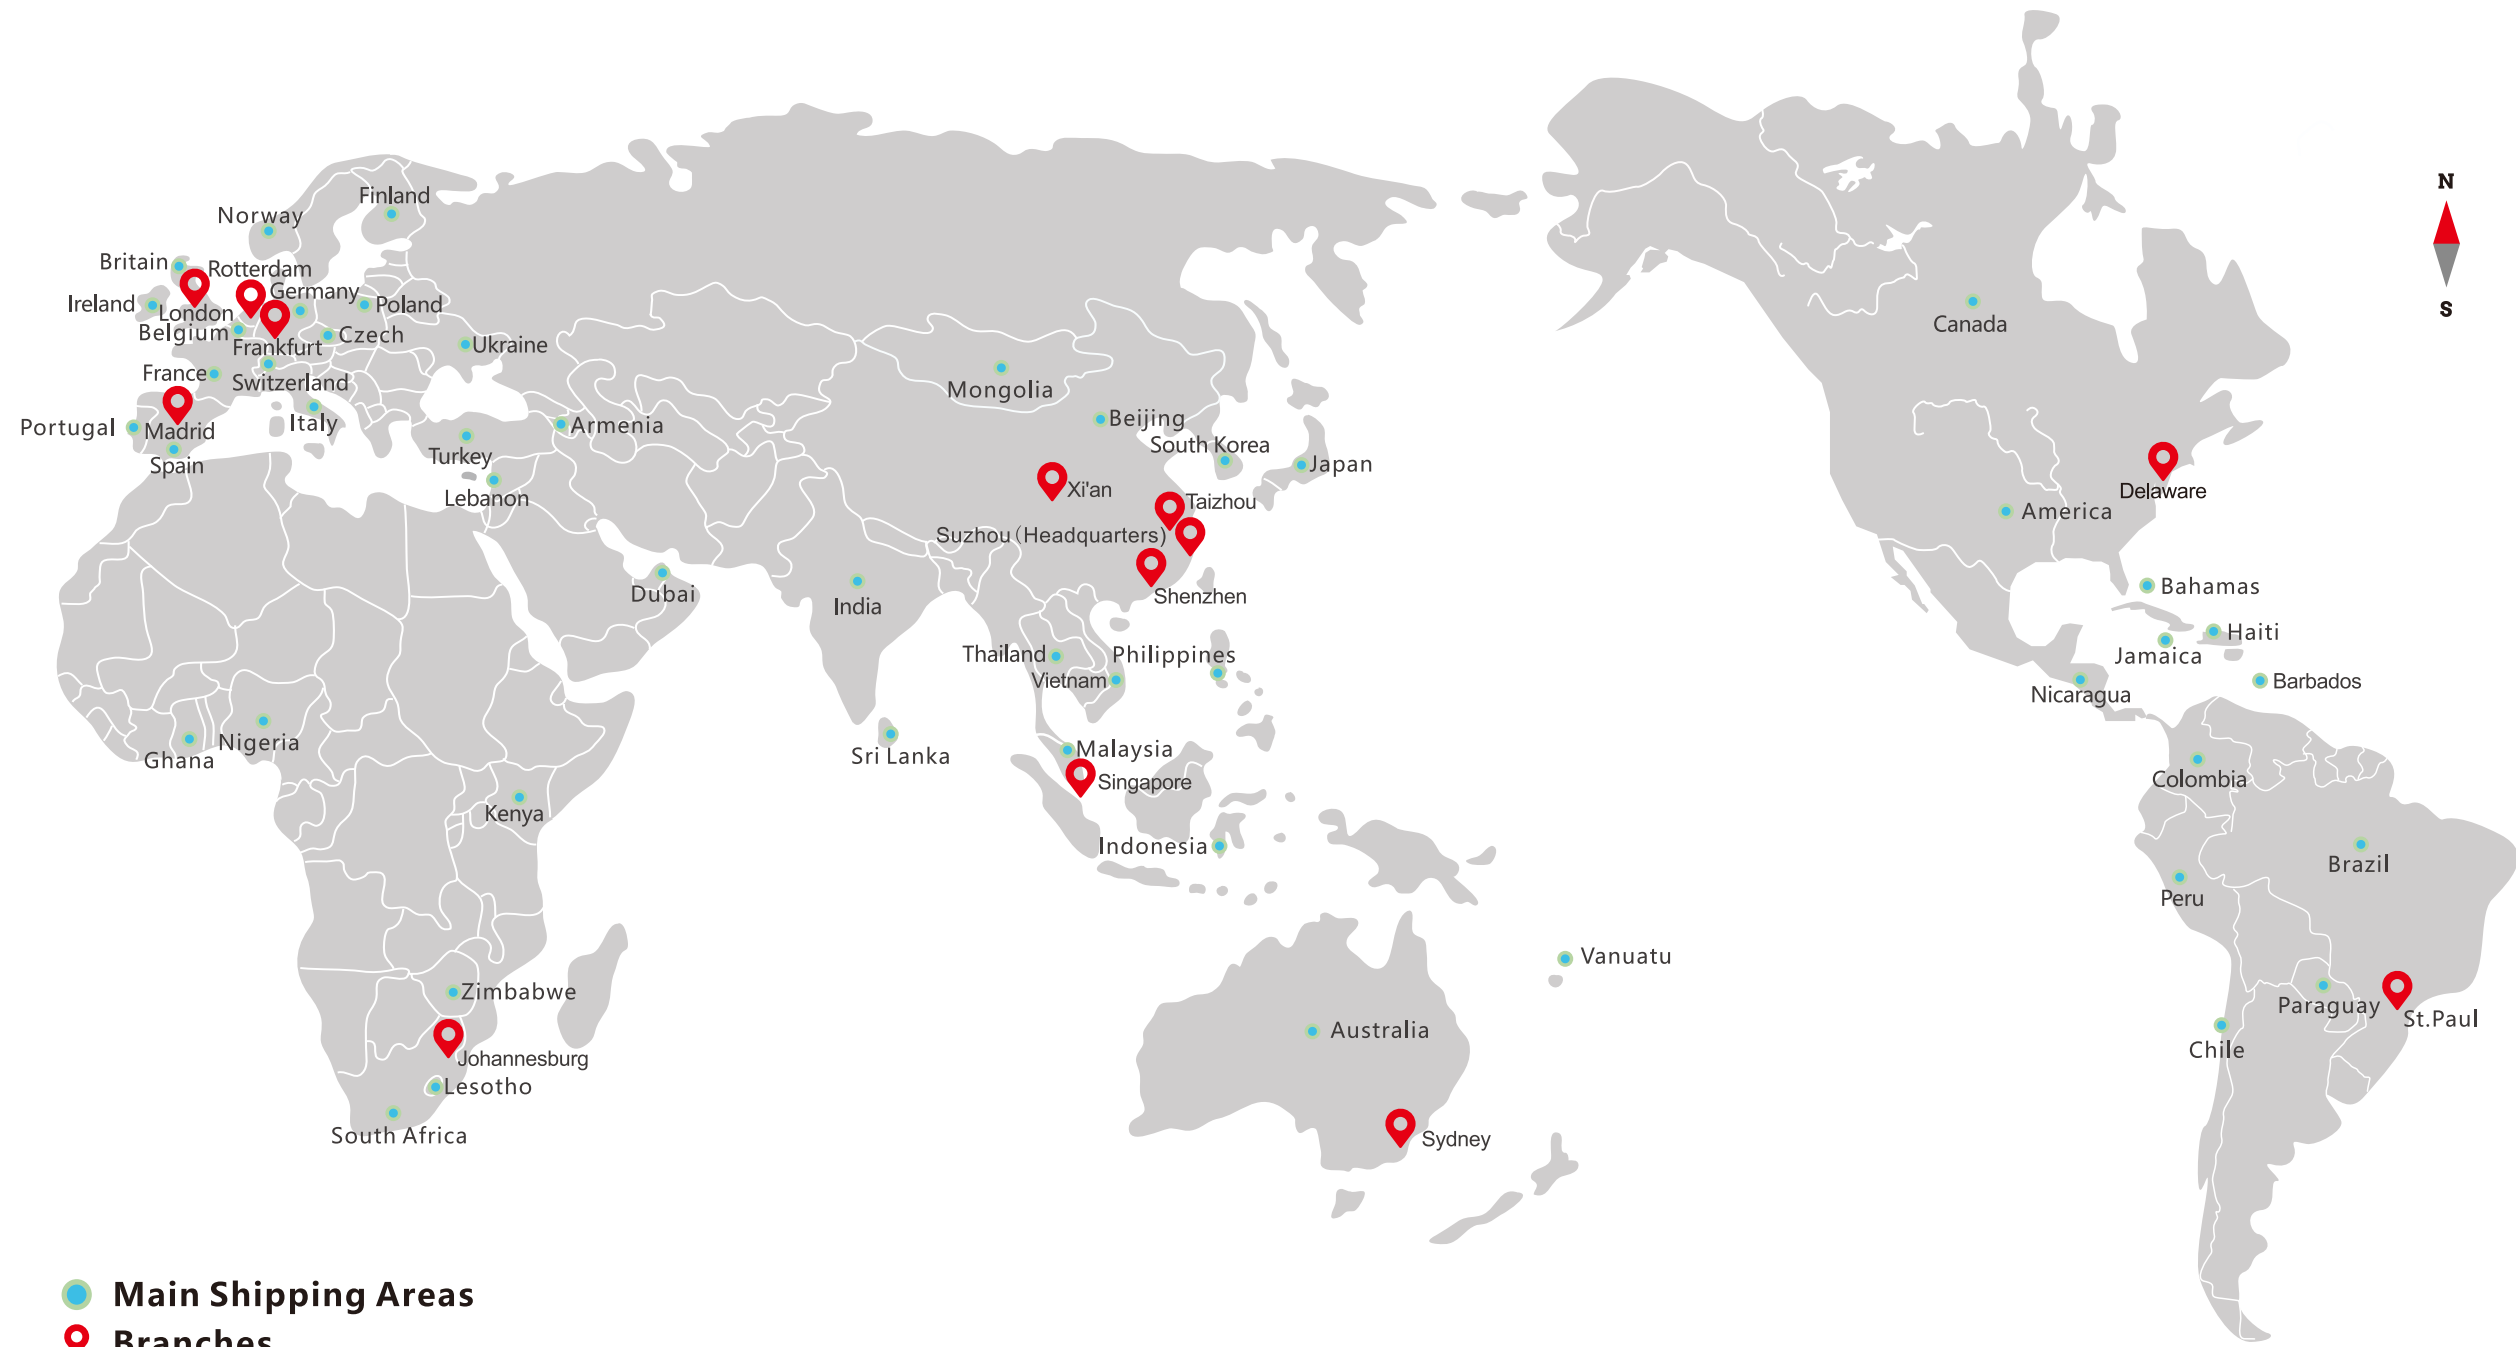 N
Finland
Norway
Britain
Rotterdam
Germany
Ireland
London
Poland
S
Canada
Belgium
Czech
Frankfurt
Ukraine
France
Switzerland
Mongolia
Italy
Portugal
Madrid
Armenia
Beijing
South Korea
Turkey
Spain
Japan
Lebanon
Xi'an
Delaware
Taizhou
America
Suzhou（Headquarters）
Dubai
India
Shenzhen
Bahamas
Haiti
Thailand
Philippines
Jamaica
Vietnam
Barbados
Nicaragua
Nigeria
Ghana
Sri Lanka
Malaysia
Singapore
Colombia
Kenya
Indonesia
Brazil
Peru
Vanuatu
Zimbabwe
Paraguay
St.Paul
Australia
Chile
Johannesburg
Lesotho
South Africa
Sydney
Main Shipping Areas
Branches